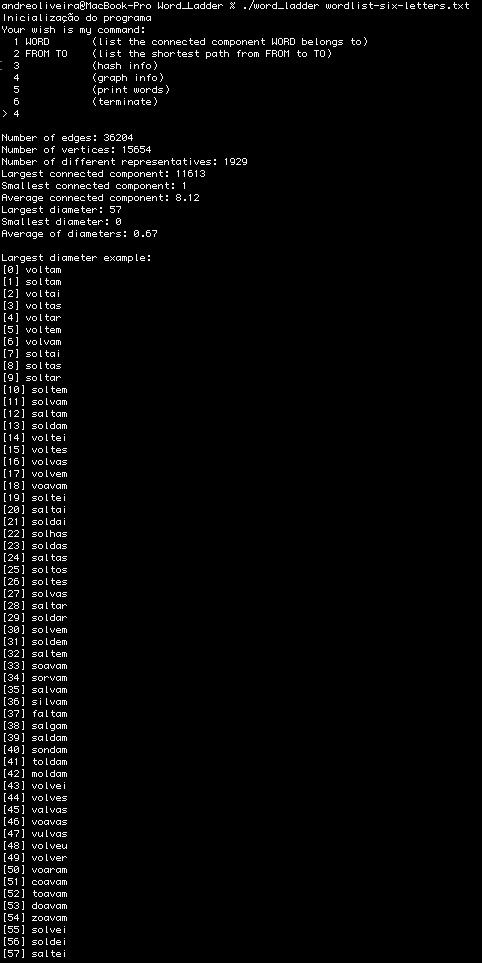 andreoliveira@MacBook-Pro Word_Ladder % ./word_ladder wordlist-six-letters.txt
Inicialização do programa
Your wish is my command:
  1 WORD       (list the connected component WORD belongs to)
  2 FROM TO    (list the shortest path from FROM to TO)
  3            (hash info)
  4            (graph info)
  5            (print words)
  6            (terminate)
> 4

Number of edges: 36204
Number of vertices: 15654
Number of different representatives: 1929
Largest connected component: 11613
Smallest connected component: 1
Average connected component: 8.12
Largest diameter: 57
Smallest diameter: 0
Average of diameters: 0.67

Largest diameter example:
[0] voltam
[1] soltam
[2] voltai
[3] voltas
[4] voltar
[5] voltem
[6] volvam
[7] soltai
[8] soltas
[9] soltar
[10] soltem
[11] solvam
[12] saltam
[13] soldam
[14] voltei
[15] voltes
[16] volvas
[17] volvem
[18] voavam
[19] soltei
[20] saltai
[21] soldai
[22] solhas
[23] soldas
[24] saltas
[25] soltos
[26] soltes
[27] solvas
[28] saltar
[29] soldar
[30] solvem
[31] soldem
[32] saltem
[33] soavam
[34] sorvam
[35] salvam
[36] silvam
[37] faltam
[38] salgam
[39] saldam
[40] sondam
[41] toldam
[42] moldam
[43] volvei
[44] volves
[45] valvas
[46] voavas
[47] vulvas
[48] volveu
[49] volver
[50] voaram
[51] coavam
[52] toavam
[53] doavam
[54] zoavam
[55] solvei
[56] soldei
[57] saltei